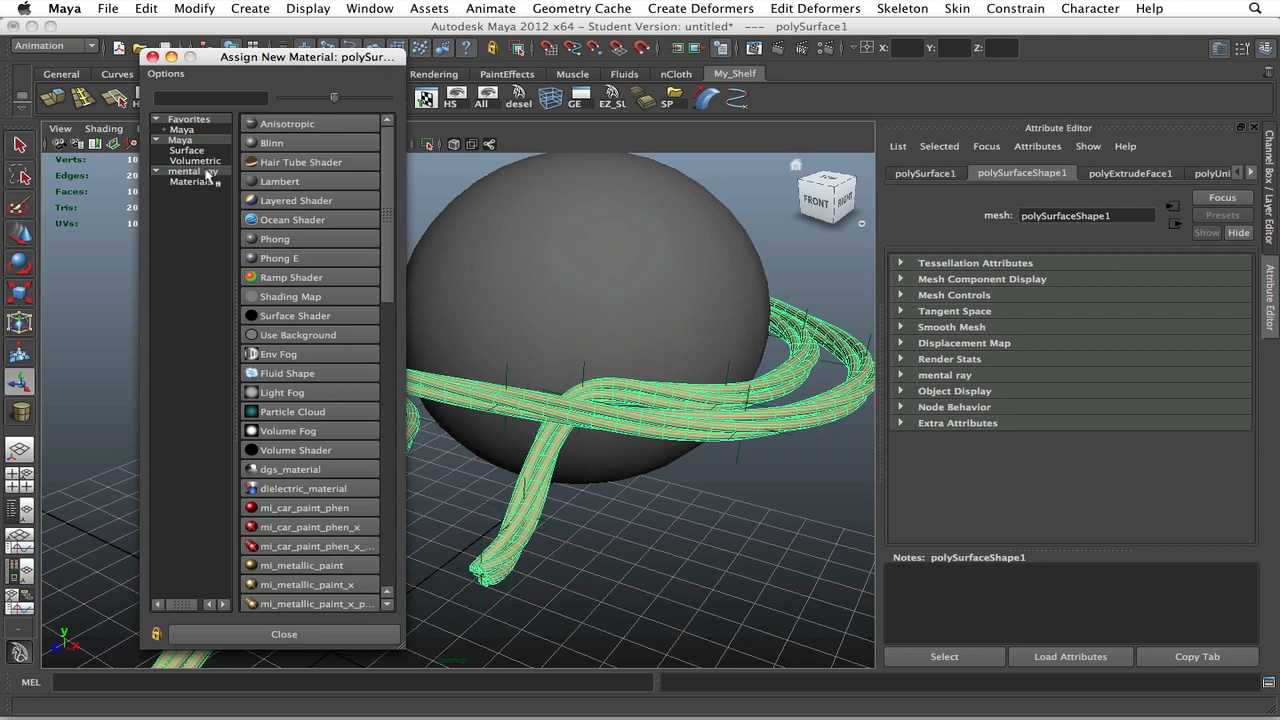 Maya File Edit Modify Create Display Window Assets Animate Geometry Cache Create Deformers Edit Deformers Skeleton Skin Constrain Character Help
Autodesk Maya 2012 x64 - Student Version: untitled* --- polySurface1
Animation X: Y: Z:
Assign New Material: polySur...
Options
General Curves Rendering PaintEffects Muscle Fluids nCloth My_Shelf
HS All desel GE EZ_SL SP
View Shading
Verts:
Edges:
Faces:
Tris:
UVs:
Favorites
Maya
Maya
Surface
Volumetric
mental ray
Materials
Anisotropic
Blinn
Hair Tube Shader
Lambert
Layered Shader
Ocean Shader
Phong
Phong E
Ramp Shader
Shading Map
Surface Shader
Use Background
Env Fog
Fluid Shape
Light Fog
Particle Cloud
Volume Fog
Volume Shader
dgs_material
dielectric_material
mi_car_paint_phen
mi_car_paint_phen_x
mi_car_paint_phen_x_...
mi_metallic_paint
mi_metallic_paint_x
mi_metallic_paint_x_p...
Close
FRONT RIGHT
y
x
Attribute Editor
List Selected Focus Attributes Show Help
polySurface1 polySurfaceShape1 polyExtrudeFace1 polyUni
Focus
mesh: polySurfaceShape1 Presets
Show Hide
Tessellation Attributes
Mesh Component Display
Mesh Controls
Tangent Space
Smooth Mesh
Displacement Map
Render Stats
mental ray
Object Display
Node Behavior
Extra Attributes
Notes: polySurfaceShape1
Select Load Attributes Copy Tab
Channel Box / Layer Editor
Attribute Editor
MEL